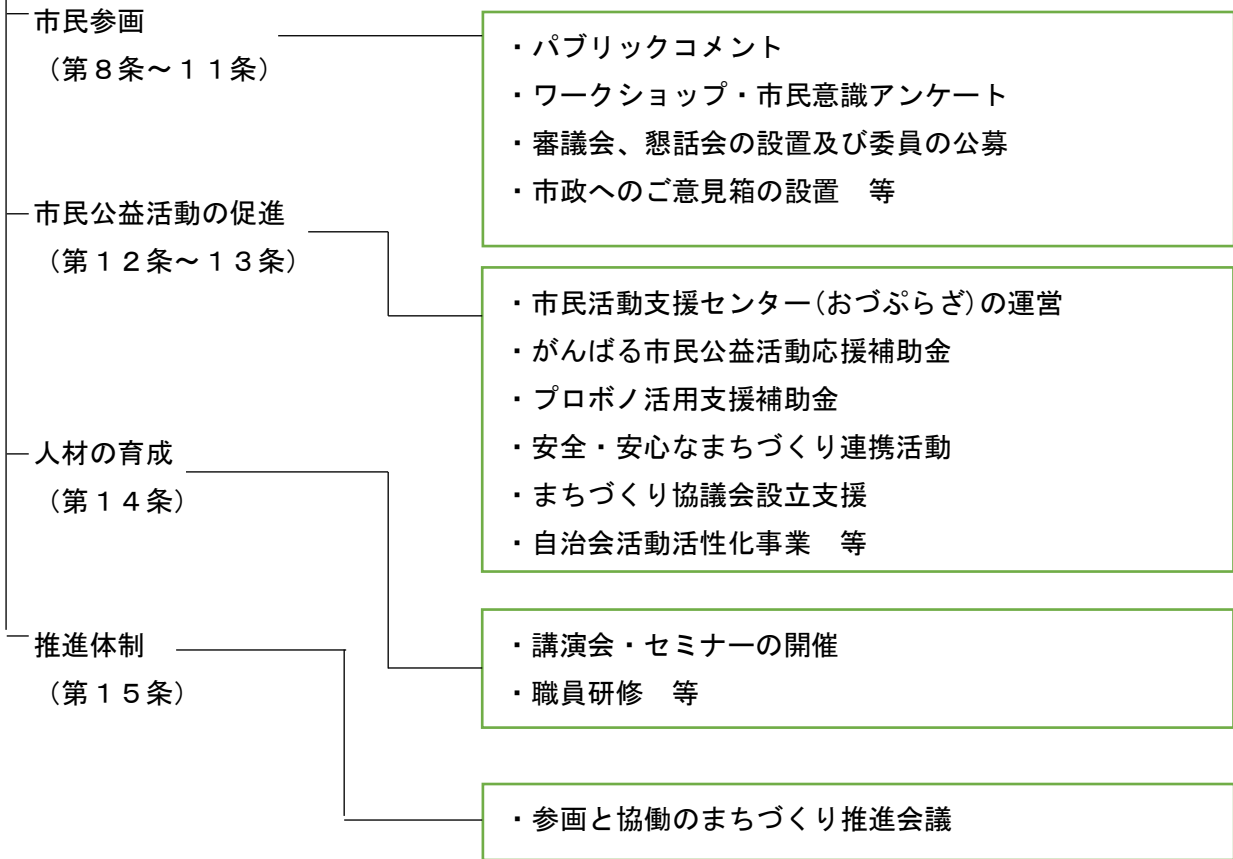 市民参画
（第８条～１１条）
・パブリックコメント
・ワークショップ・市民意識アンケート
・審議会、懇話会の設置及び委員の公募
・市政へのご意見箱の設置　等
市民公益活動の促進
（第１２条～１３条）
・市民活動支援センター(おづぷらざ)の運営
・がんばる市民公益活動応援補助金
・プロボノ活用支援補助金
・安全・安心なまちづくり連携活動
・まちづくり協議会設立支援
・自治会活動活性化事業　等
人材の育成
（第１４条）
・講演会・セミナーの開催
・職員研修　等
推進体制
（第１５条）
・参画と協働のまちづくり推進会議